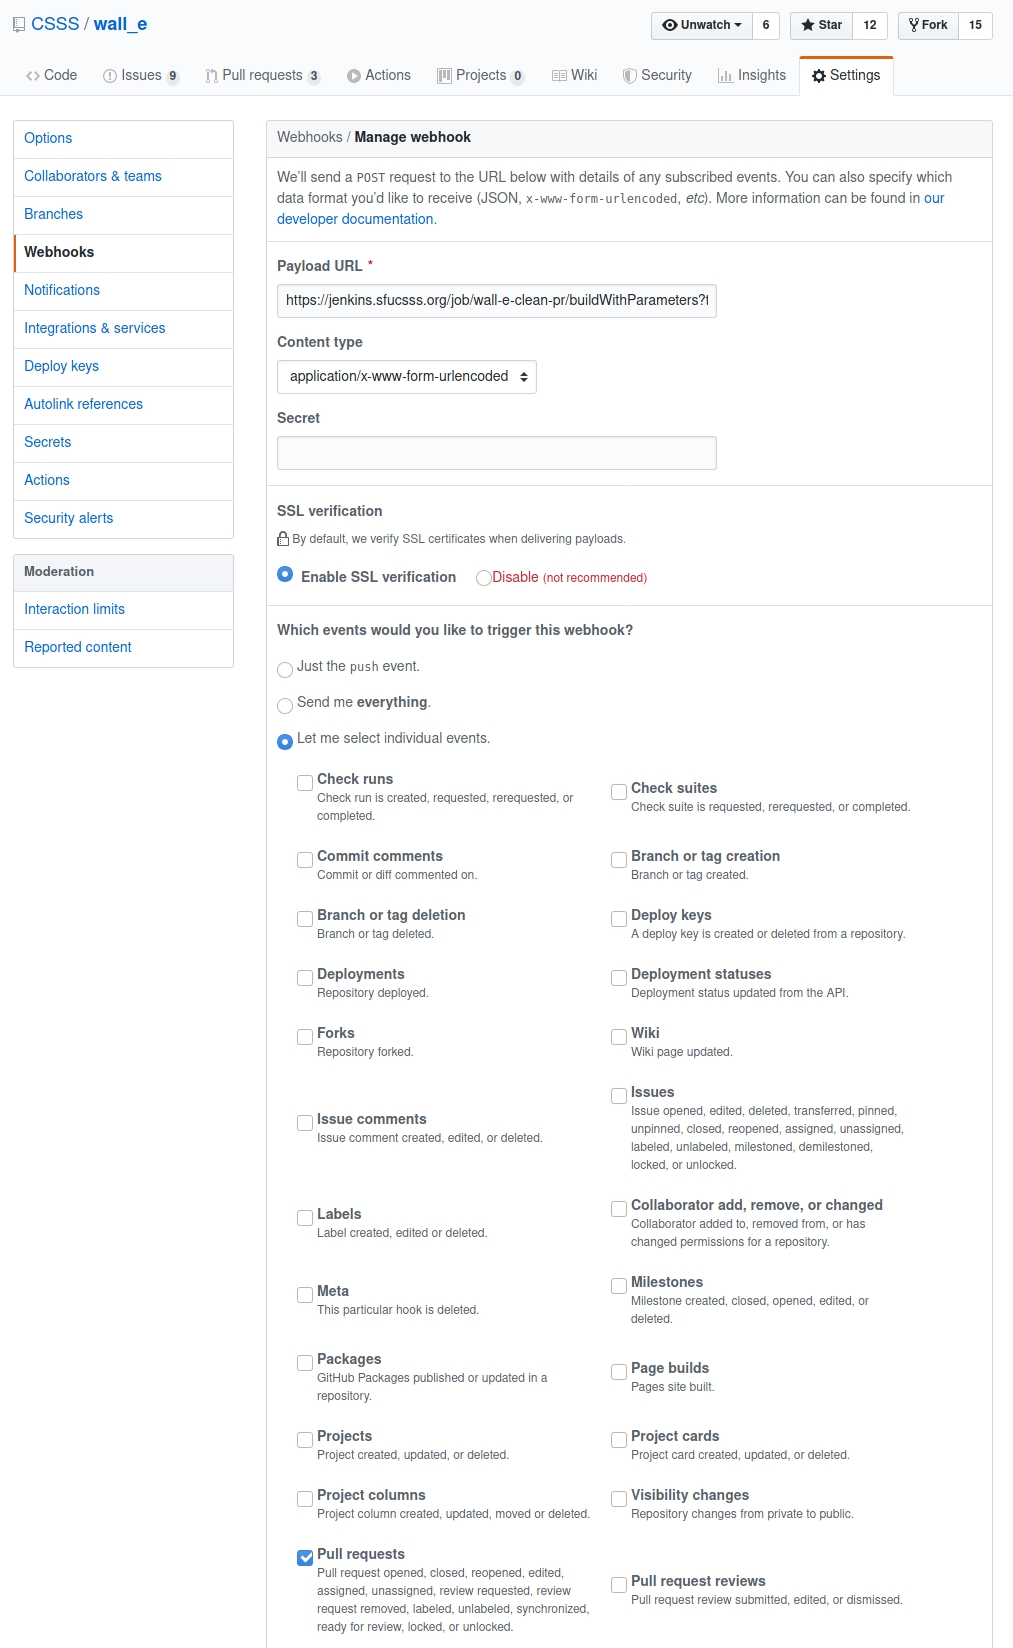 CSSS / wall_e
Unwatch 6 Star 12 Fork 15
Code Issues 9 Pull requests 3 Actions Projects 0 Wiki Security Insights Settings
Options
Collaborators & teams
Branches
Webhooks
Notifications
Integrations & services
Deploy keys
Autolink references
Secrets
Actions
Security alerts
Moderation
Interaction limits
Reported content
Webhooks / Manage webhook
We'll send a POST request to the URL below with details of any subscribed events. You can also specify which
data format you'd like to receive (JSON, x-www-form-urlencoded, etc). More information can be found in our
developer documentation.
Payload URL *
https://jenkins.sfucsss.org/job/wall-e-clean-pr/buildWithParameters?
Content type
application/x-www-form-urlencoded
Secret
SSL verification
By default, we verify SSL certificates when delivering payloads.
Enable SSL verification Disable (not recommended)
Which events would you like to trigger this webhook?
Just the push event.
Send me everything.
Let me select individual events.
Check runs
Check run is created, requested, rerequested, or
completed.
Check suites
Check suite is requested, rerequested, or completed.
Commit comments
Commit or diff commented on.
Branch or tag creation
Branch or tag created.
Branch or tag deletion
Branch or tag deleted.
Deploy keys
A deploy key is created or deleted from a repository.
Deployments
Repository deployed.
Deployment statuses
Deployment status updated from the API.
Forks
Repository forked.
Wiki
Wiki page updated.
Issue comments
Issue comment created, edited, or deleted.
Issues
Issue opened, edited, deleted, transferred, pinned,
unpinned, closed, reopened, assigned, unassigned,
labeled, unlabeled, milestoned, demilestoned,
locked, or unlocked.
Labels
Label created, edited or deleted.
Collaborator add, remove, or changed
Collaborator added to, removed from, or has
changed permissions for a repository.
Meta
This particular hook is deleted.
Milestones
Milestone created, closed, opened, edited, or
deleted.
Packages
GitHub Packages published or updated in a
repository.
Page builds
Pages site built.
Projects
Project created, updated, or deleted.
Project cards
Project card created, updated, or deleted.
Project columns
Project column created, updated, moved or deleted.
Visibility changes
Repository changes from private to public.
Pull requests
Pull request opened, closed, reopened, edited,
assigned, unassigned, review requested, review
request removed, labeled, unlabeled, synchronized,
ready for review, locked, or unlocked.
Pull request reviews
Pull request review submitted, edited, or dismissed.